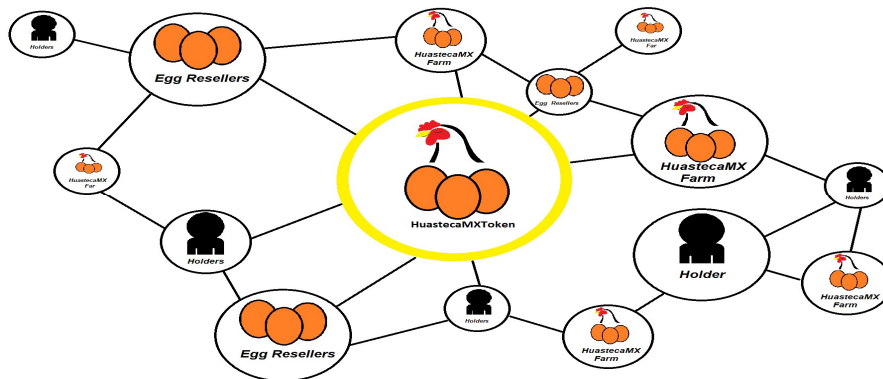 Holders
Egg Resellers
HuastecaMX
Farm
HuastecaMX
Far
Egg Resellers
HuastecaMX
Farm
HuastecaMX
Far
HuastecaMXToken
Holders
Holders
Holder
HuastecaMX
Farm
Egg Resellers
Holders
HuastecaMX
Farm